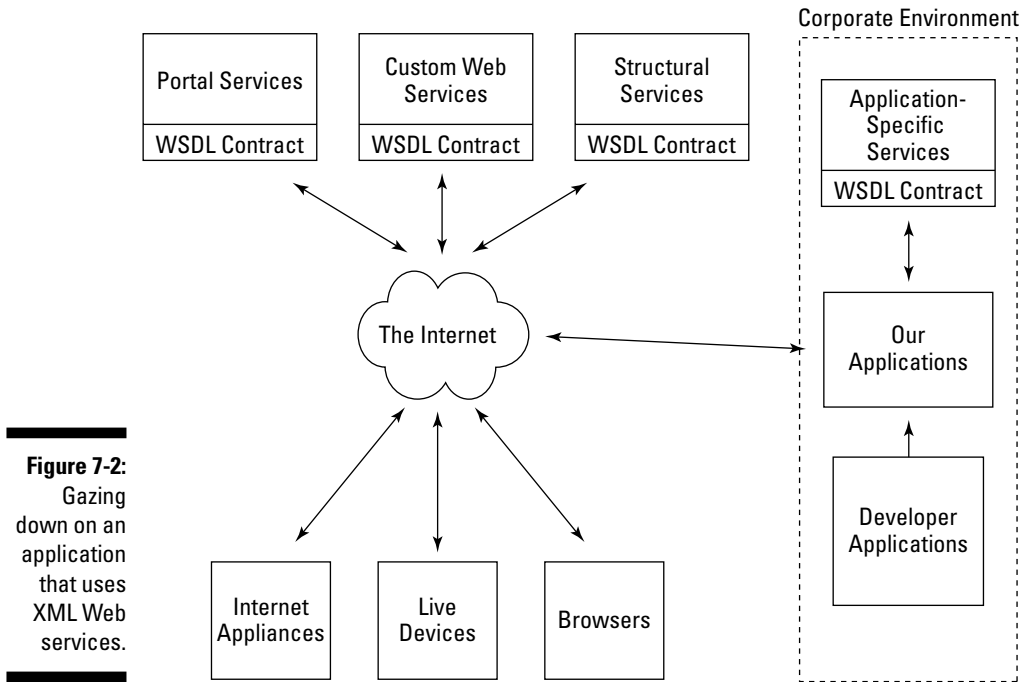 Corporate Environment
Portal Services
WSDL Contract
Custom Web
Services
WSDL Contract
Structural
Services
WSDL Contract
Application-
Specific
Services
WSDL Contract
The Internet
Our
Applications
Developer
Applications
Internet
Appliances
Live
Devices
Browsers
Figure 7-2:
Gazing
down on an
application
that uses
XML Web
services.